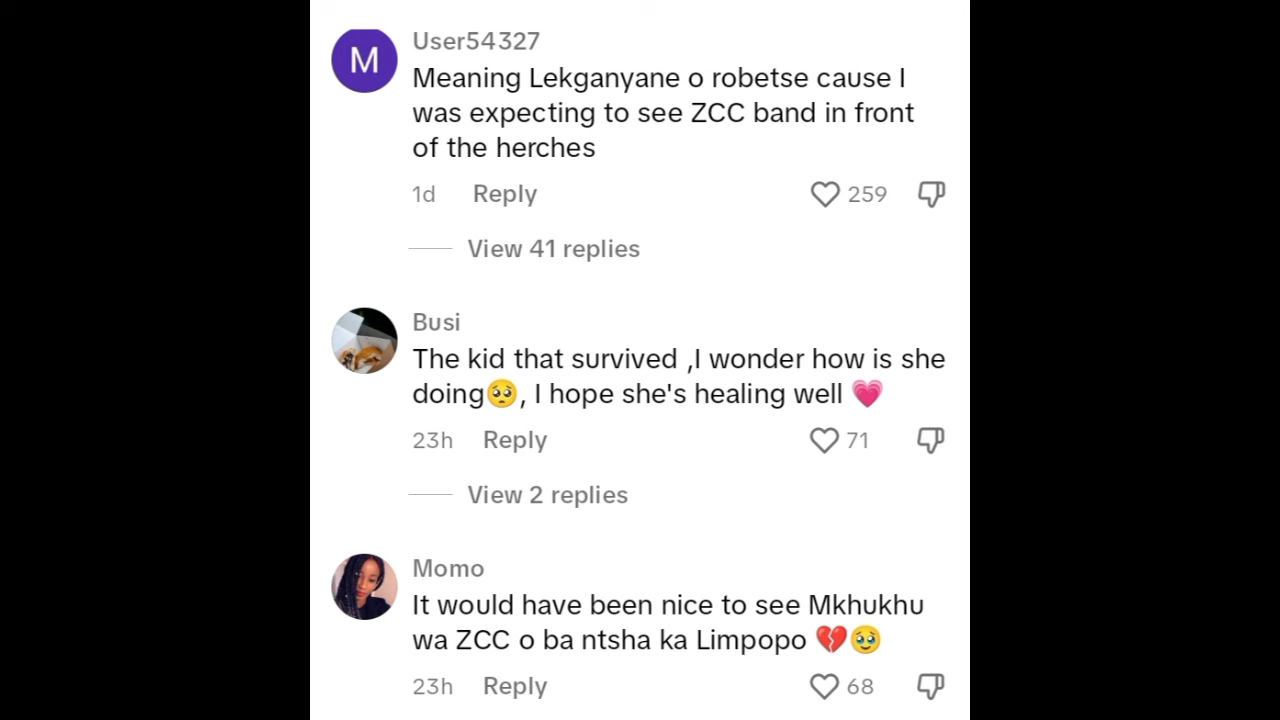 M
User54327
Meaning Lekganyane o robetse cause I
was expecting to see ZCC band in front
of the herches
1d Reply 259
View 41 replies
Busi
The kid that survived ,I wonder how is she
doing🥺, I hope she's healing well 💗
23h Reply 71
View 2 replies
Momo
It would have been nice to see Mkhukhu
wa ZCC o ba ntsha ka Limpopo 💔🥹
23h Reply 68